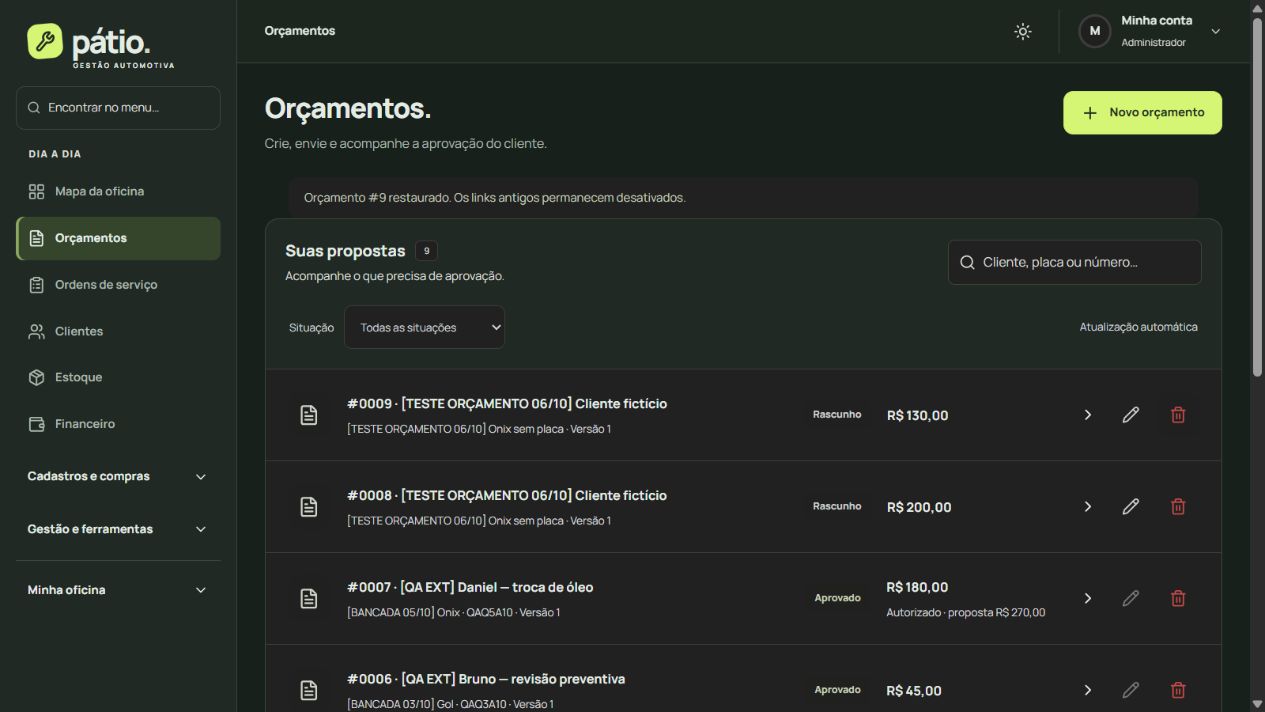 pátio.
GESTÃO AUTOMOTIVA
Encontrar no menu...
DIA A DIA
Mapa da oficina
Orçamentos
Ordens de serviço
Clientes
Estoque
Financeiro
Cadastros e compras
Gestão e ferramentas
Minha oficina
Orçamentos
M
Minha conta
Administrador
Orçamentos.
Crie, envie e acompanhe a aprovação do cliente.
Novo orçamento
Orçamento #9 restaurado. Os links antigos permanecem desativados.
Suas propostas 9
Acompanhe o que precisa de aprovação.
Cliente, placa ou número...
Situação Todas as situações
Atualização automática
#0009 · [TESTE ORÇAMENTO 06/10] Cliente fictício
[TESTE ORÇAMENTO 06/10] Onix sem placa · Versão 1
Rascunho R$ 130,00
#0008 · [TESTE ORÇAMENTO 06/10] Cliente fictício
[TESTE ORÇAMENTO 06/10] Onix sem placa · Versão 1
Rascunho R$ 200,00
#0007 · [QA EXT] Daniel — troca de óleo
[BANCADA 05/10] Onix · QAQ5A10 · Versão 1
Aprovado R$ 180,00
Autorizado · proposta R$ 270,00
#0006 · [QA EXT] Bruno — revisão preventiva
[BANCADA 03/10] Gol · QAQ3A10 · Versão 1
Aprovado R$ 45,00